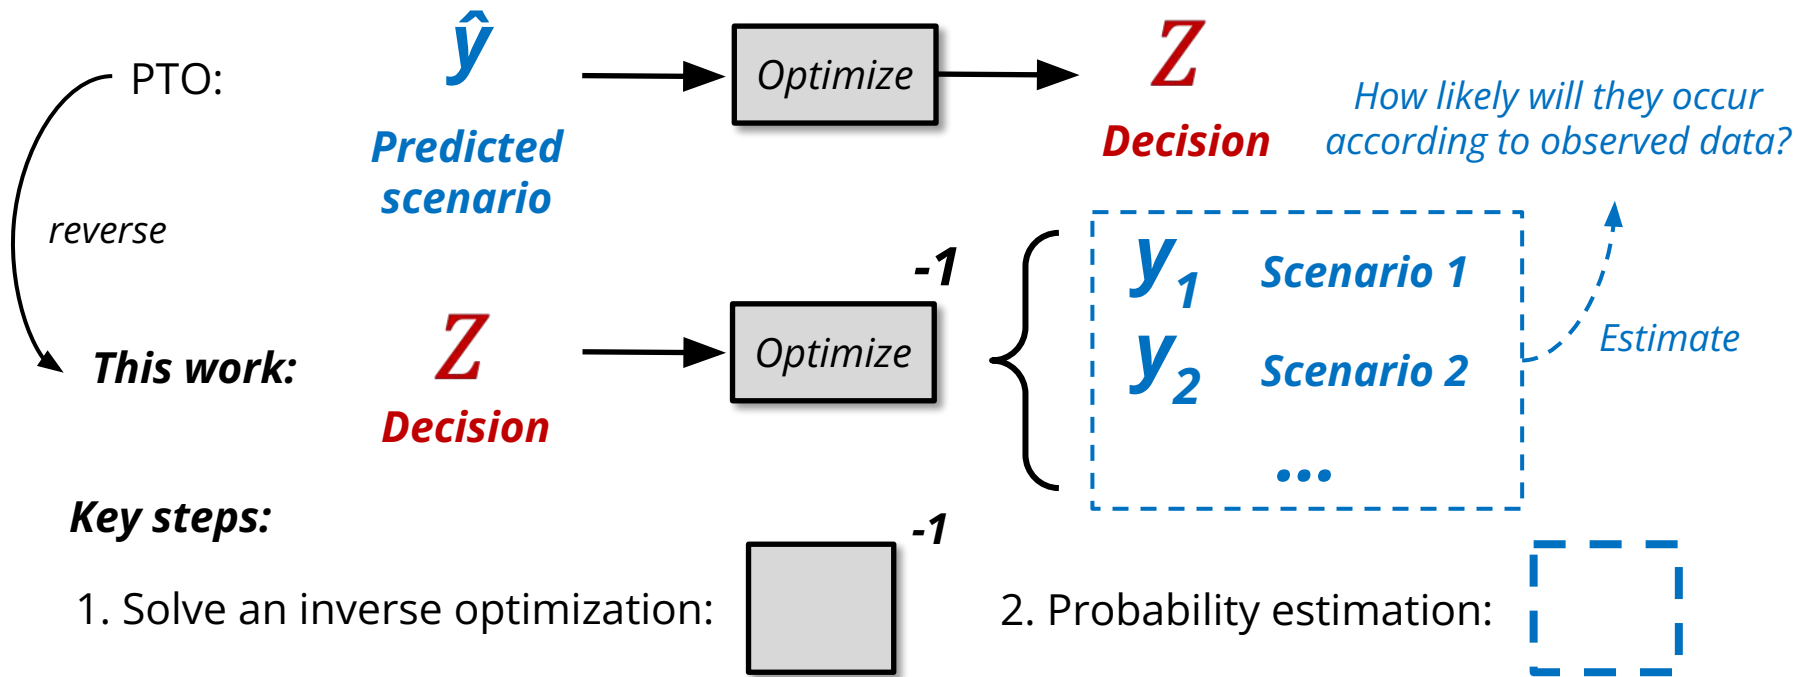 PTO:
ŷ
Optimize
Z
Predicted
scenario
Decision
How likely will they occur
according to observed data?
reverse
This work:
Z
Decision
Optimize
-1
y1 Scenario 1
y2 Scenario 2
...
Estimate
Key steps:
1. Solve an inverse optimization:
-1
2. Probability estimation: